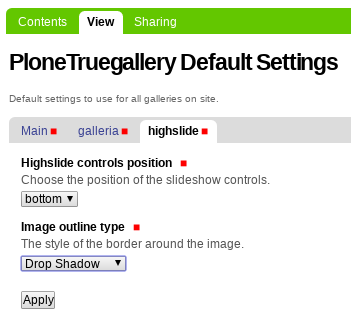 Contents View Sharing
PloneTruegallery Default Settings
Default settings to use for all galleries on site.
Main galleria highslide
Highslide controls position
Choose the position of the slideshow controls.
bottom
Image outline type
The style of the border around the image.
Drop Shadow
Apply